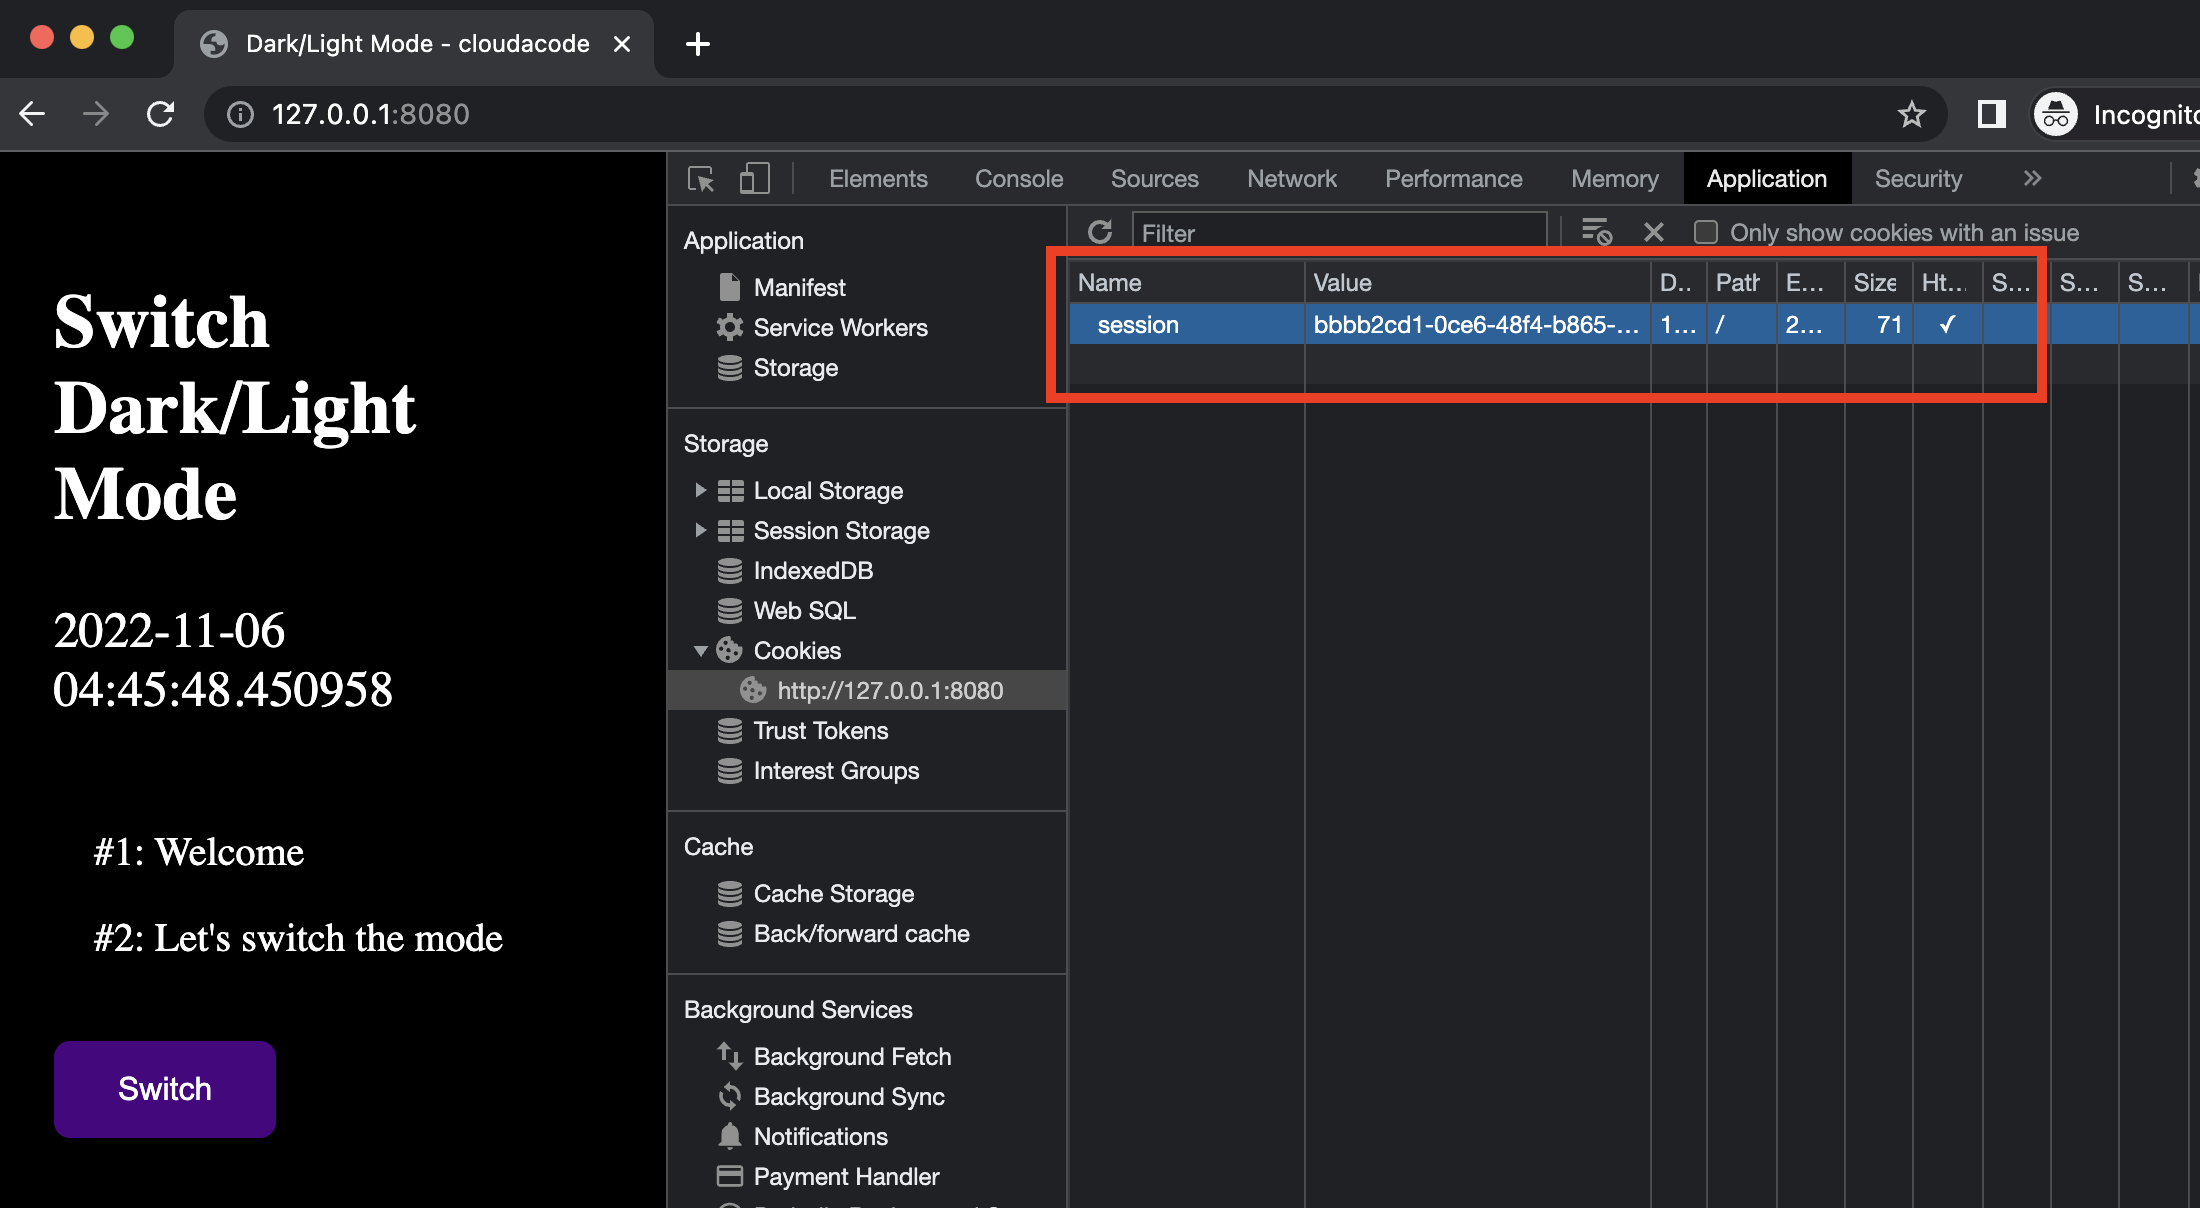 Dark/Light Mode - cloudacode
127.0.0.1:8080
Incognito
Switch
Dark/Light
Mode
2022-11-06
04:45:48.450958
#1: Welcome
#2: Let's switch the mode
Switch
Elements Console Sources Network Performance Memory Application Security
Application
Manifest
Service Workers
Storage
Storage
Local Storage
Session Storage
IndexedDB
Web SQL
Cookies
http://127.0.0.1:8080
Trust Tokens
Interest Groups
Cache
Cache Storage
Back/forward cache
Background Services
Background Fetch
Background Sync
Notifications
Payment Handler
Filter Only show cookies with an issue
Name Value D... Path E... Size Ht... S... S... S...
session bbbb2cd1-0ce6-48f4-b865-... 1... / 2... 71 ✓